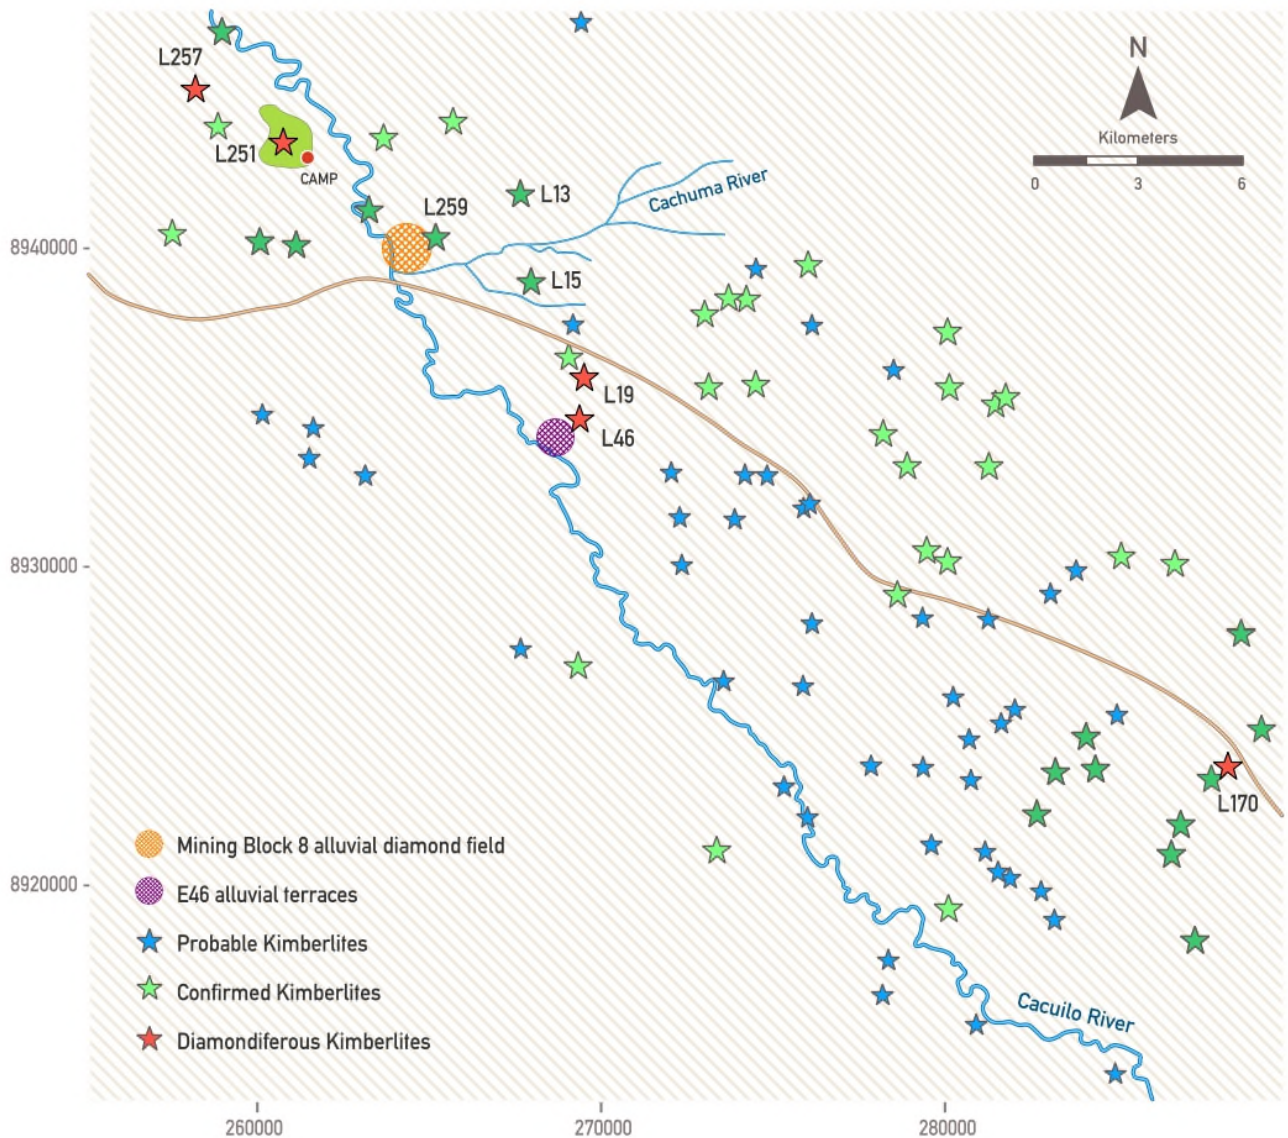 L257
N
Kilometers
0 3 6
L251
CAMP
L13
Cachuma River
L259
8940000
L15
L19
L46
8930000
L170
Mining Block 8 alluvial diamond field
8920000
E46 alluvial terraces
Probable Kimberlites
Confirmed Kimberlites
Cacuilo River
Diamondiferous Kimberlites
260000 270000 280000